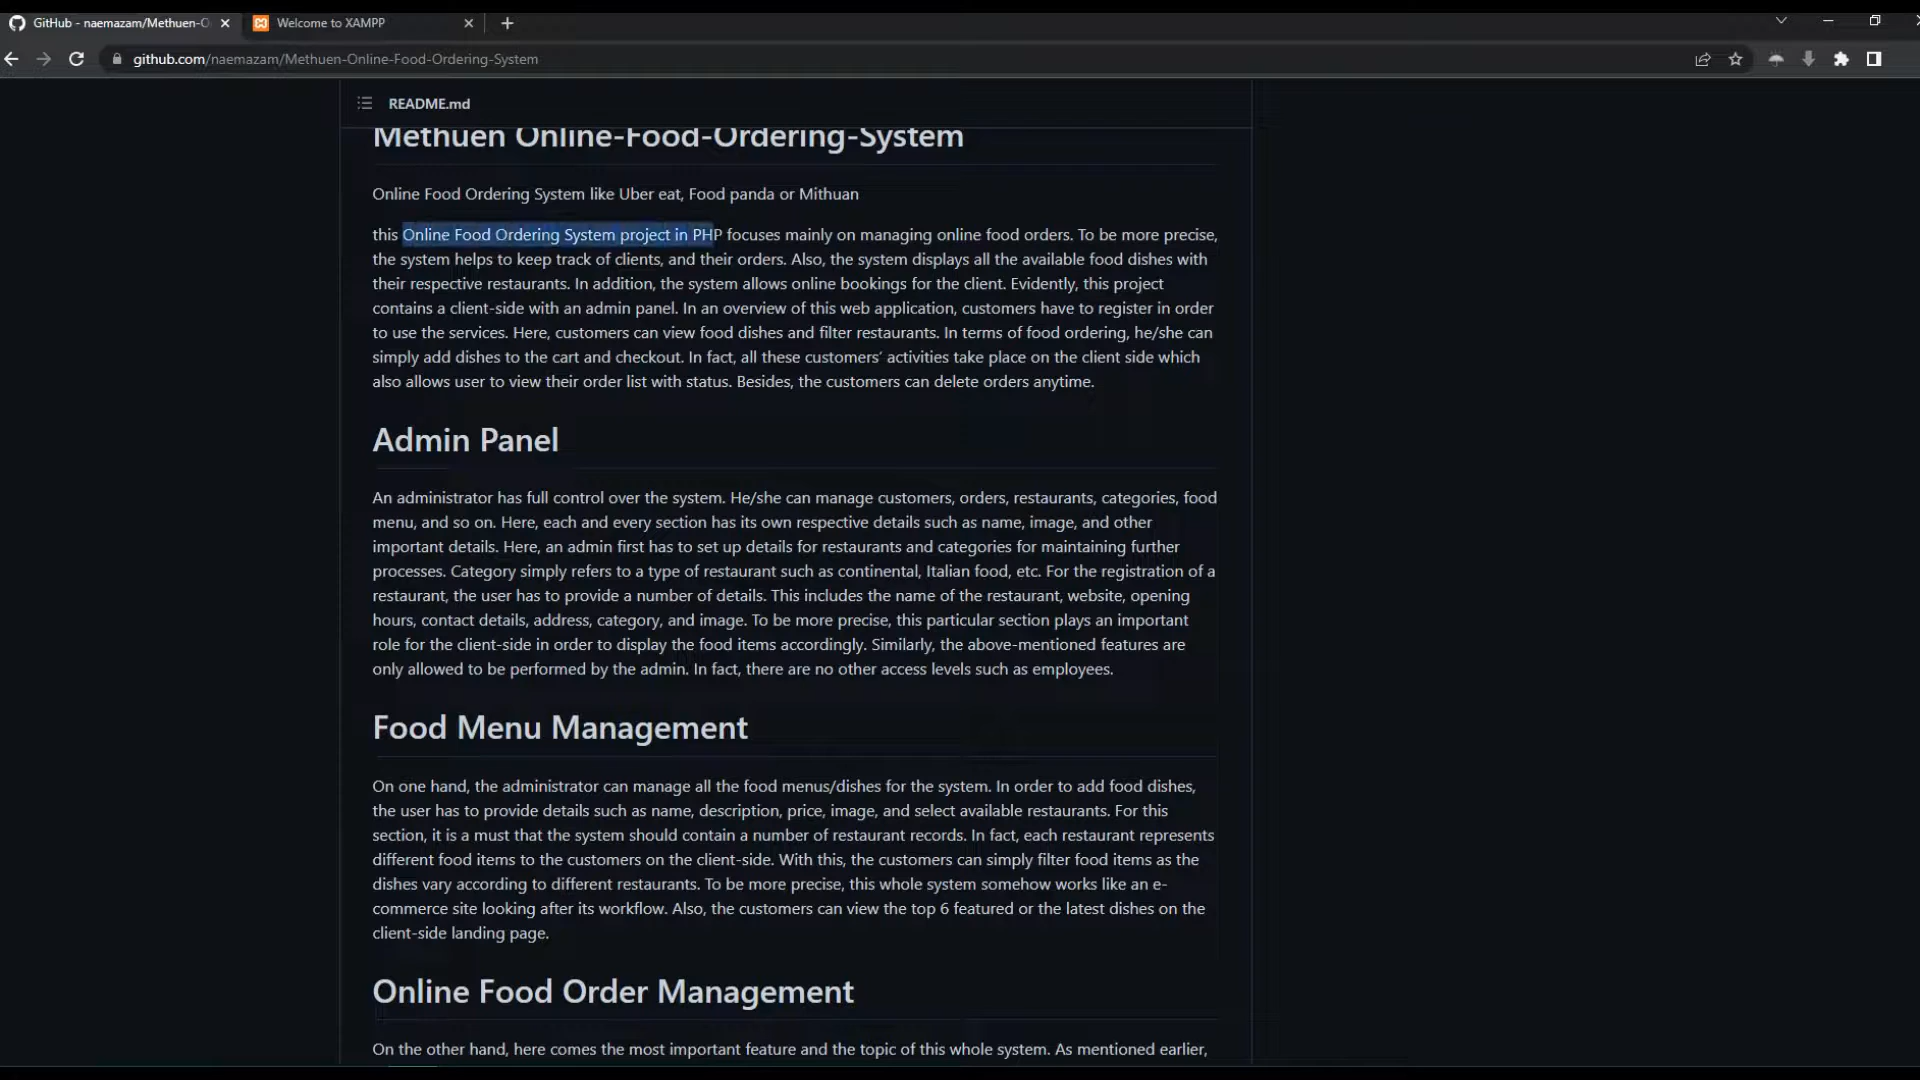 GitHub - naemazam/Methuen-O
Welcome to XAMPP
github.com/naemazam/Methuen-Online-Food-Ordering-System
README.md
Methuen Online-Food-Ordering-System
Online Food Ordering System like Uber eat, Food panda or Mithuan
this Online Food Ordering System project in PHP focuses mainly on managing online food orders. To be more precise,
the system helps to keep track of clients, and their orders. Also, the system displays all the available food dishes with
their respective restaurants. In addition, the system allows online bookings for the client. Evidently, this project
contains a client-side with an admin panel. In an overview of this web application, customers have to register in order
to use the services. Here, customers can view food dishes and filter restaurants. In terms of food ordering, he/she can
simply add dishes to the cart and checkout. In fact, all these customers’ activities take place on the client side which
also allows user to view their order list with status. Besides, the customers can delete orders anytime.
Admin Panel
An administrator has full control over the system. He/she can manage customers, orders, restaurants, categories, food
menu, and so on. Here, each and every section has its own respective details such as name, image, and other
important details. Here, an admin first has to set up details for restaurants and categories for maintaining further
processes. Category simply refers to a type of restaurant such as continental, Italian food, etc. For the registration of a
restaurant, the user has to provide a number of details. This includes the name of the restaurant, website, opening
hours, contact details, address, category, and image. To be more precise, this particular section plays an important
role for the client-side in order to display the food items accordingly. Similarly, the above-mentioned features are
only allowed to be performed by the admin. In fact, there are no other access levels such as employees.
Food Menu Management
On one hand, the administrator can manage all the food menus/dishes for the system. In order to add food dishes,
the user has to provide details such as name, description, price, image, and select available restaurants. For this
section, it is a must that the system should contain a number of restaurant records. In fact, each restaurant represents
different food items to the customers on the client-side. With this, the customers can simply filter food items as the
dishes vary according to different restaurants. To be more precise, this whole system somehow works like an e-
commerce site looking after its workflow. Also, the customers can view the top 6 featured or the latest dishes on the
client-side landing page.
Online Food Order Management
On the other hand, here comes the most important feature and the topic of this whole system. As mentioned earlier,